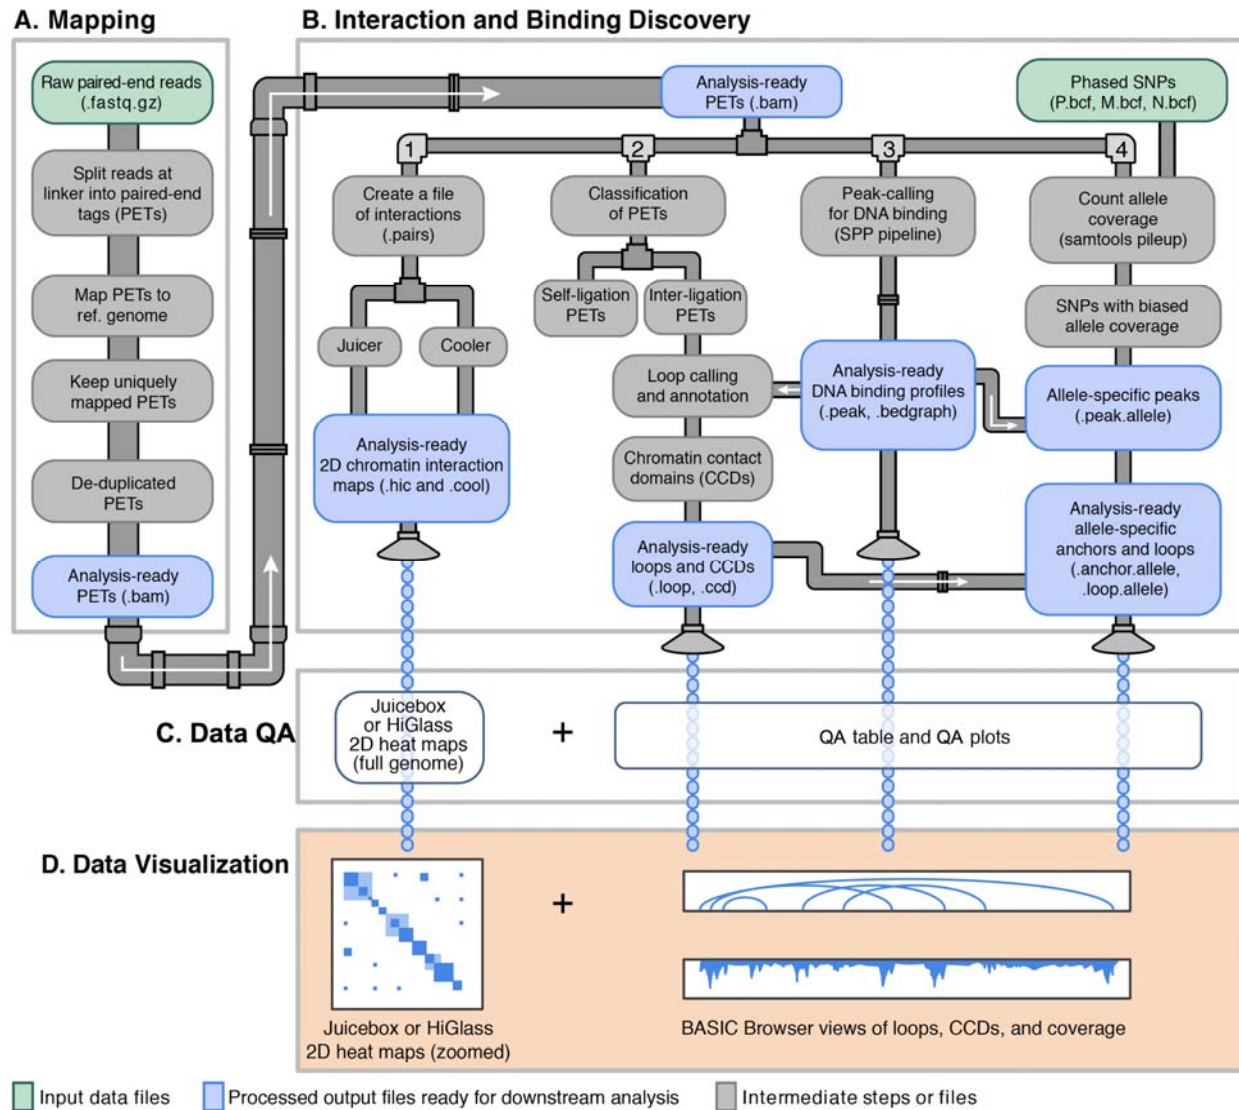 A. Mapping
B. Interaction and Binding Discovery
Raw paired-end reads
(.fastq.gz)
Split reads at
linker into paired-end
tags (PETs)
Map PETs to
ref. genome
Keep uniquely
mapped PETs
De-duplicated
PETs
Analysis-ready
PETs (.bam)
Analysis-ready
PETs (.bam)
Phased SNPs
(P.bcf, M.bcf, N.bcf)
1
2
3
4
Create a file
of interactions
(.pairs)
Juicer
Cooler
Analysis-ready
2D chromatin interaction
maps (.hic and .cool)
Classification
of PETs
Self-ligation
PETs
Inter-ligation
PETs
Loop calling
and annotation
Chromatin contact
domains (CCDs)
Analysis-ready
loops and CCDs
(.loop, .ccd)
Peak-calling
for DNA binding
(SPP pipeline)
Analysis-ready
DNA binding profiles
(.peak, .bedgraph)
Count allele
coverage
(samtools pileup)
SNPs with biased
allele coverage
Allele-specific peaks
(.peak.allele)
Analysis-ready
allele-specific
anchors and loops
(.anchor.allele,
.loop.allele)
C. Data QA
Juicebox
or HiGlass
2D heat maps
(full genome)
+
QA table and QA plots
D. Data Visualization
+
Juicebox or HiGlass
2D heat maps (zoomed)
BASIC Browser views of loops, CCDs, and coverage
Input data files
Processed output files ready for downstream analysis
Intermediate steps or files